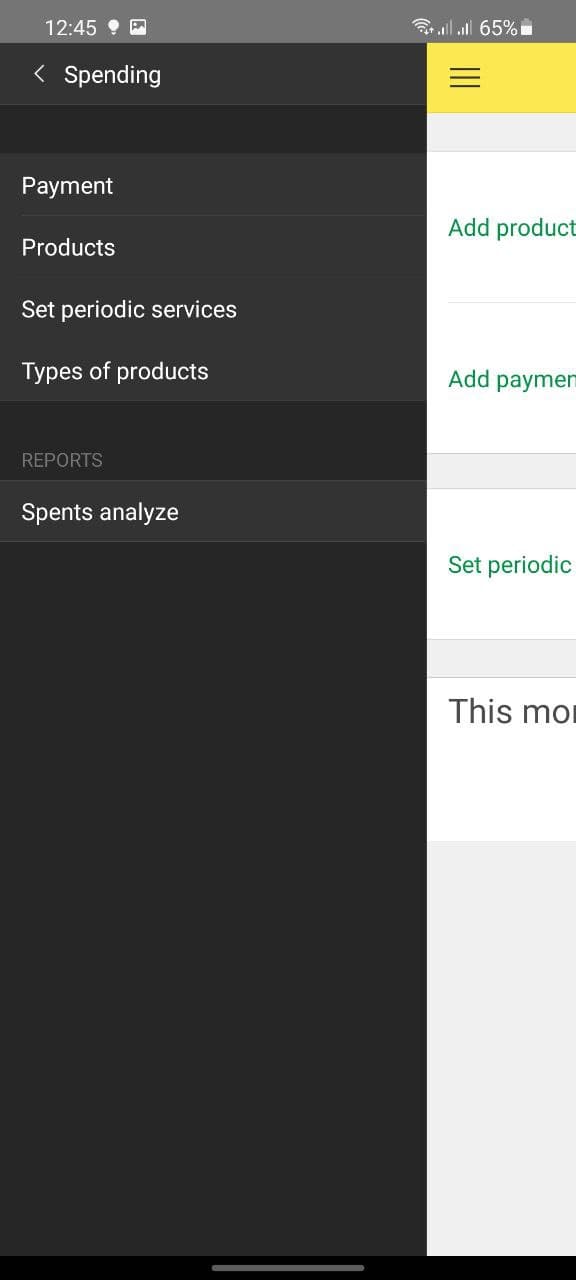 12:45
65%
Spending
Payment
Products
Set periodic services
Types of products
REPORTS
Spents analyze
Add product
Add paymen
Set periodic
This mo